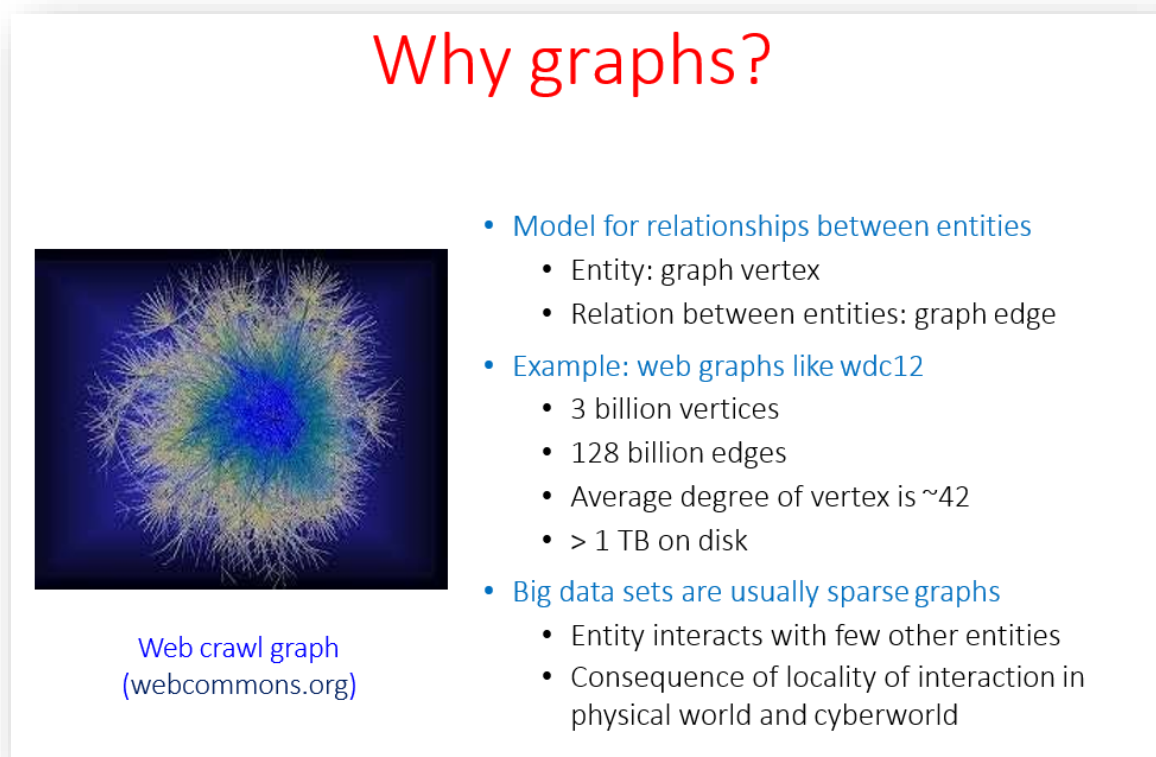 Why graphs?
• Model for relationships between entities
• Entity: graph vertex
• Relation between entities: graph edge
• Example: web graphs like wdc12
• 3 billion vertices
• 128 billion edges
• Average degree of vertex is ~42
• > 1 TB on disk
• Big data sets are usually sparse graphs
• Entity interacts with few other entities
• Consequence of locality of interaction in
physical world and cyberworld
Web crawl graph
(webcommons.org)